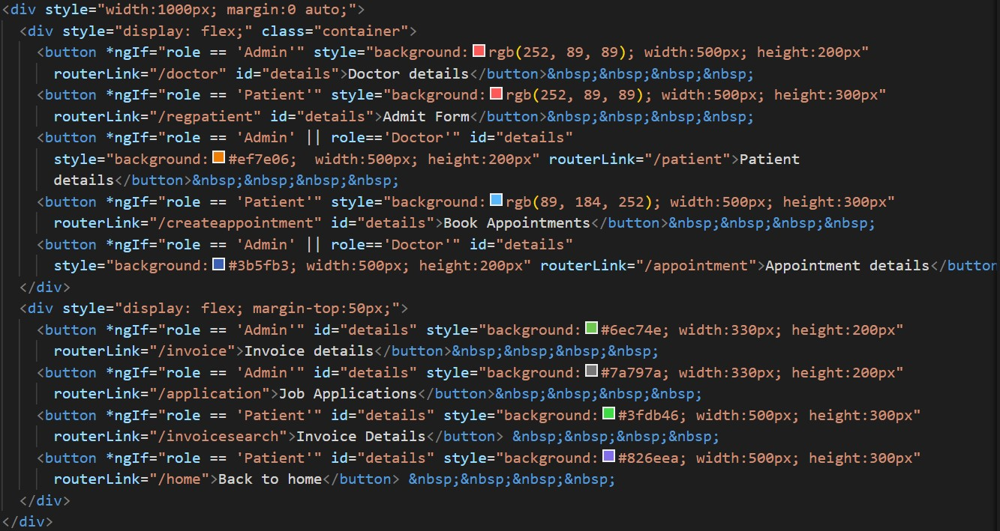 <div style="width:1000px; margin:0 auto;">
<div style="display: flex;" class="container">
<button *ngIf="role == 'Admin'" style="background:rgb(252, 89, 89); width:500px; height:200px"
routerLink="/doctor" id="details">Doctor details</button>&nbsp;&nbsp;&nbsp;&nbsp;
<button *ngIf="role == 'Patient'" style="background:rgb(252, 89, 89); width:500px; height:300px"
routerLink="/regpatient" id="details">Admit Form</button>&nbsp;&nbsp;&nbsp;&nbsp;
<button *ngIf="role == 'Admin' || role=='Doctor'" id="details"
style="background:#ef7e06;  width:500px; height:200px" routerLink="/patient">Patient
details</button>&nbsp;&nbsp;&nbsp;&nbsp;
<button *ngIf="role == 'Patient'" style="background:rgb(89, 184, 252); width:500px; height:300px"
routerLink="/createappointment" id="details">Book Appointments</button>&nbsp;&nbsp;&nbsp;&nbsp;
<button *ngIf="role == 'Admin' || role=='Doctor'" id="details"
style="background:#3b5fb3; width:500px; height:200px" routerLink="/appointment">Appointment details</button
</div>
<div style="display: flex; margin-top:50px;">
<button *ngIf="role == 'Admin'" id="details" style="background:#6ec74e; width:330px; height:200px"
routerLink="/invoice">Invoice details</button>&nbsp;&nbsp;&nbsp;&nbsp;
<button *ngIf="role == 'Admin'" id="details" style="background:#7a797a; width:330px; height:200px"
routerLink="/application">Job Applications</button>&nbsp;&nbsp;&nbsp;&nbsp;
<button *ngIf="role == 'Patient'" id="details" style="background:#3fdb46; width:500px; height:300px"
routerLink="/invoicesearch">Invoice Details</button> &nbsp;&nbsp;&nbsp;&nbsp;
<button *ngIf="role == 'Patient'" id="details" style="background:#826eea; width:500px; height:300px"
routerLink="/home">Back to home</button> &nbsp;&nbsp;&nbsp;&nbsp;
</div>
</div>